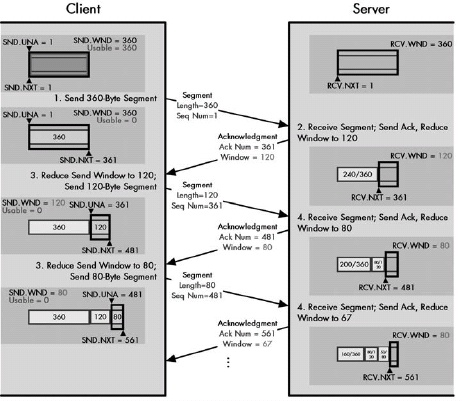 Client
Server
SND.UNA = 1
SND.WND = 360
Usable = 360
SND.NXT = 1
RCV.WND = 360
RCV.NXT = 1
1. Send 360-Byte Segment
Segment
Length=360
Seq Num=1
SND.UNA = 1
SND.WND = 360
Usable = 0
360
SND.NXT = 361
2. Receive Segment; Send Ack, Reduce
Window to 120
Acknowledgment
Ack Num = 361
Window = 120
RCV.WND = 120
240/360
RCV.NXT = 361
3. Reduce Send Window to 120;
Send 120-Byte Segment
Segment
Length=120
Seq Num=361
SND.WND = 120
SND.UNA = 361
Usable = 0
360
120
SND.NXT = 481
4. Receive Segment; Send Ack, Reduce
Window to 80
Acknowledgment
Ack Num = 481
Window = 80
RCV.WND = 80
200/360
RCV.NXT = 481
3. Reduce Send Window to 80;
Send 80-Byte Segment
Segment
Length=80
Seq Num=481
SND.WND = 80
SND.UNA = 481
Usable = 0
360
120
80
SND.NXT = 561
4. Receive Segment; Send Ack, Reduce
Window to 67
Acknowledgment
Ack Num = 561
Window = 67
RCV.WND = 80
160/360
RCV.NXT = 561